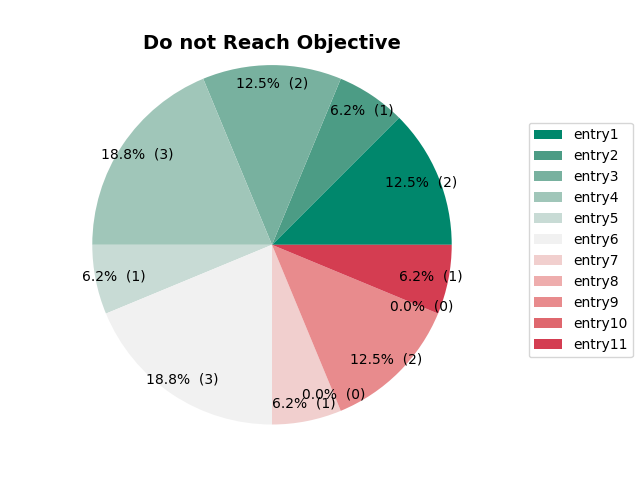 Do not Reach Objective
12.5%  (2)
6.2%  (1)
12.5%  (2)
18.8%  (3)
6.2%  (1)
18.8%  (3)
6.2%  (1)
0.0%  (0)
12.5%  (2)
0.0%  (0)
6.2%  (1)
entry1
entry2
entry3
entry4
entry5
entry6
entry7
entry8
entry9
entry10
entry11